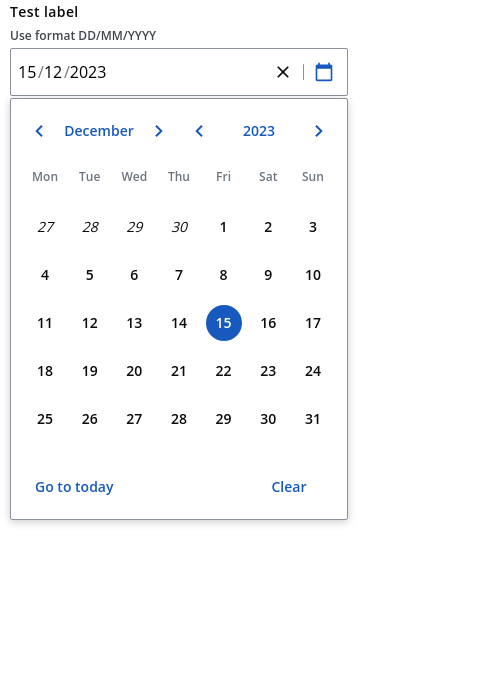 Test label
Use format DD/MM/YYYY
15/12/2023
December 2023
Mon Tue Wed Thu Fri Sat Sun
27 28 29 30 1 2 3
4 5 6 7 8 9 10
11 12 13 14 15 16 17
18 19 20 21 22 23 24
25 26 27 28 29 30 31
Go to today Clear